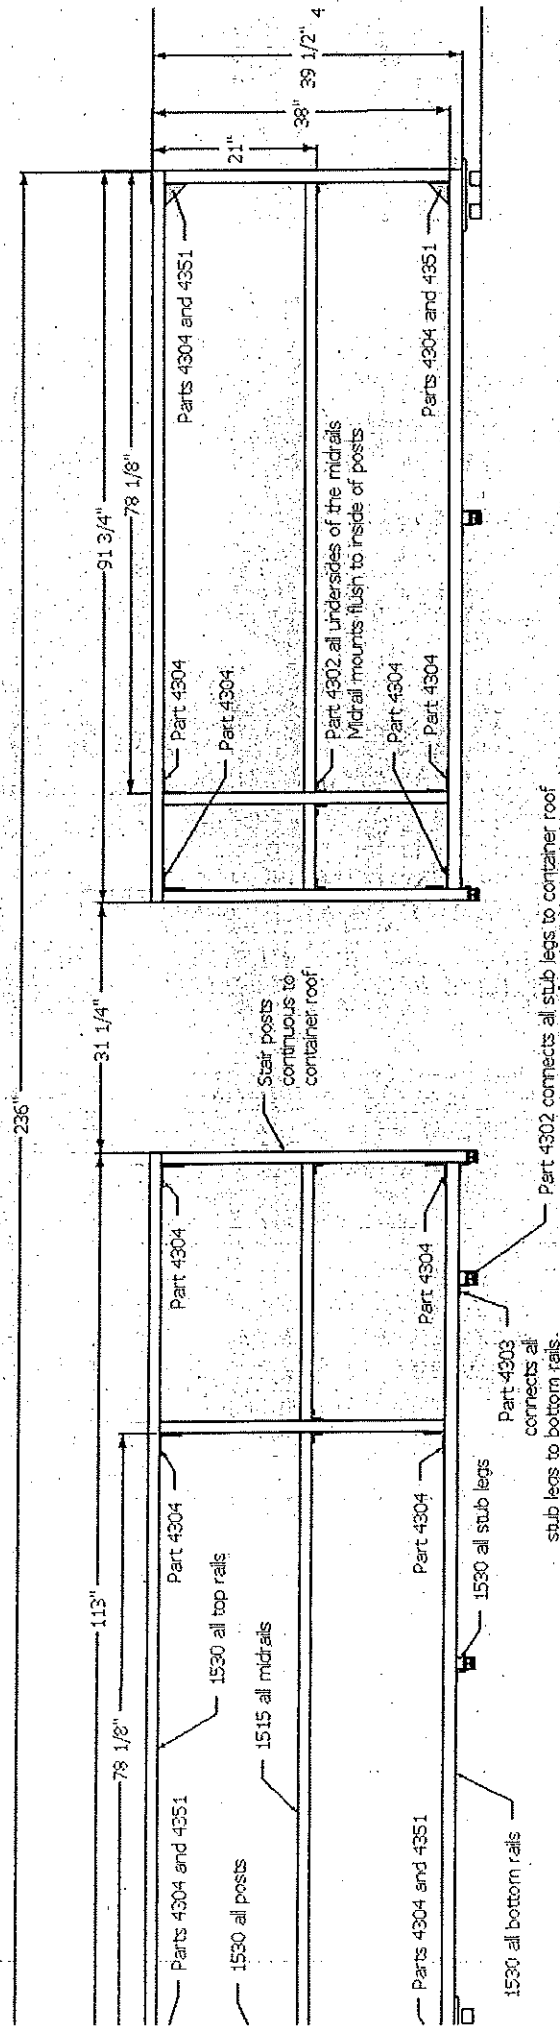 236"
91 3/4"
78 1/8"
31 1/4"
113"
78 1/8"
21"
38"
39 1/2"
4
Parts 4304 and 4351
Part 4304
Part 4304
Part 4302 all undersides of the midrails
Midrail mounts flush to inside of posts
Parts 4304 and 4351
Part 4304
Part 4304
Stair posts
continuous to
container roof
Part 4304
Part 4304
Part 4302 connects all stub legs to container roof
Part 4303
connects all
stub legs to bottom rails.
Part 4304
Part 4304
1530 all top rails
1515 all midrails
1530 all stub legs
Parts 4304 and 4351
1530 all posts
Parts 4304 and 4351
1530 all bottom rails